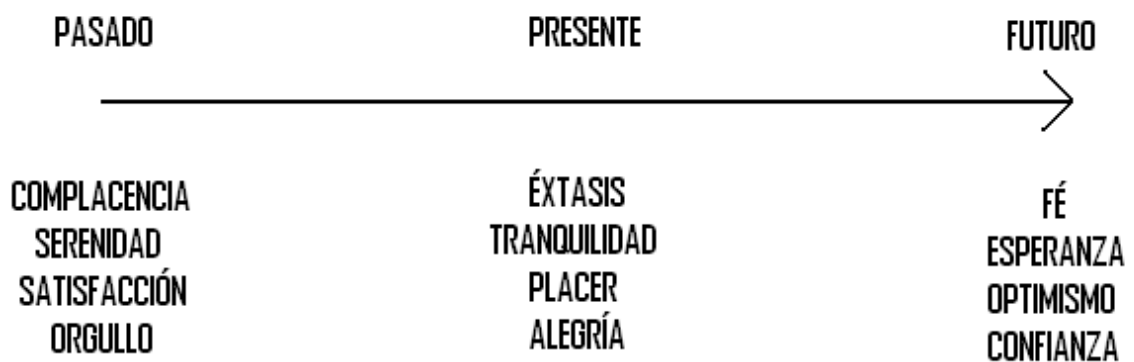 PASADO PRESENTE FUTURO
COMPLACENCIA ÉXTASIS FÉ
SERENIDAD TRANQUILIDAD ESPERANZA
SATISFACCIÓN PLACER OPTIMISMO
ORGULLO ALEGRÍA CONFIANZA